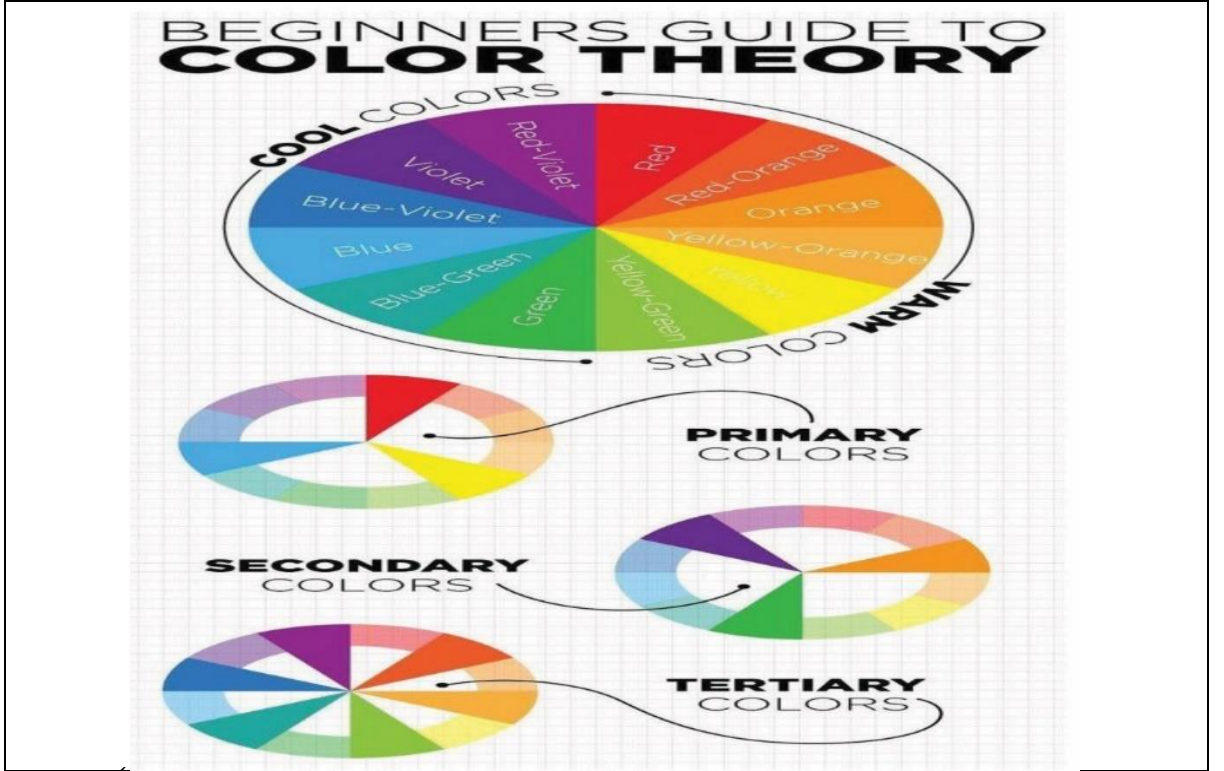 BEGINNERS GUIDE TO
COLOR THEORY
COOL COLORS
Red-Violet
Red
Violet
Red-Orange
Blue-Violet
Orange
Blue
Yellow-Orange
Blue-Green
Yellow
Green
Yellow-Green
WARM COLORS
PRIMARY
COLORS
SECONDARY
COLORS
TERTIARY
COLORS